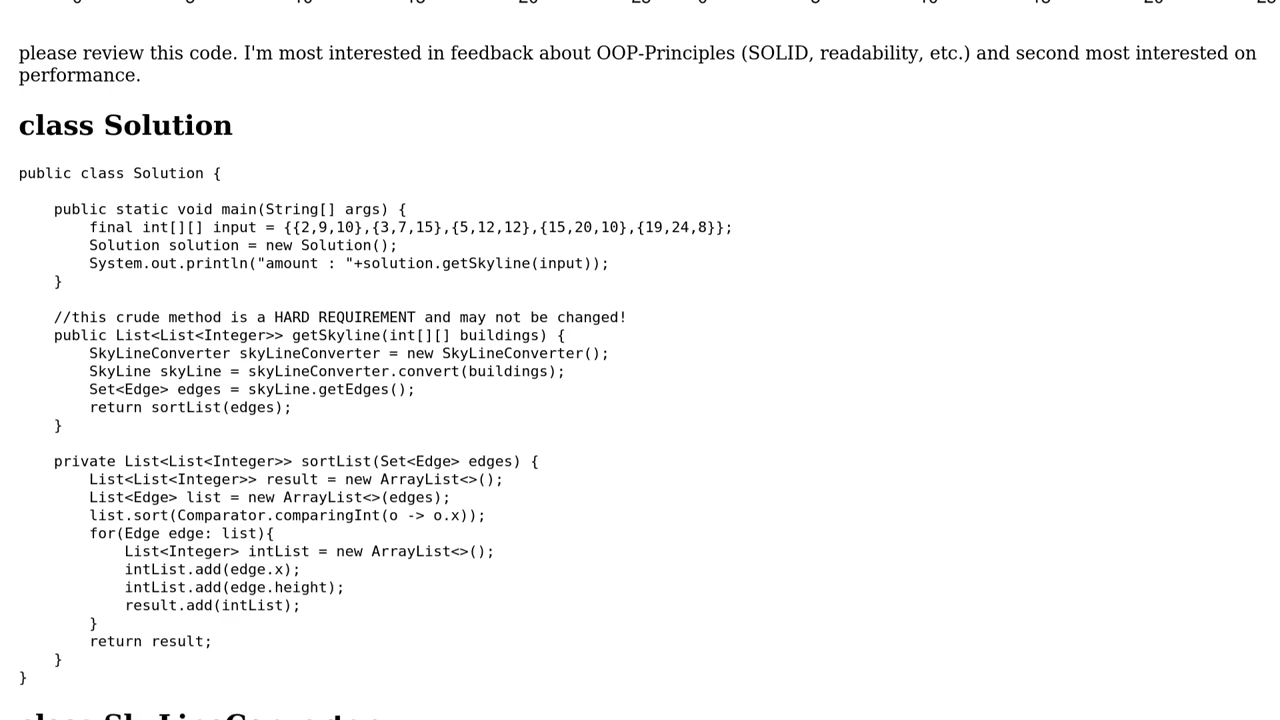 please review this code. I'm most interested in feedback about OOP-Principles (SOLID, readability, etc.) and second most interested on
performance.
class Solution
public class Solution {
    public static void main(String[] args) {
        final int[][] input = {{2,9,10},{3,7,15},{5,12,12},{15,20,10},{19,24,8}};
        Solution solution = new Solution();
        System.out.println("amount : "+solution.getSkyline(input));
    }
    //this crude method is a HARD REQUIREMENT and may not be changed!
    public List<List<Integer>> getSkyline(int[][] buildings) {
        SkyLineConverter skyLineConverter = new SkyLineConverter();
        SkyLine skyLine = skyLineConverter.convert(buildings);
        Set<Edge> edges = skyLine.getEdges();
        return sortList(edges);
    }
    private List<List<Integer>> sortList(Set<Edge> edges) {
        List<List<Integer>> result = new ArrayList<>();
        List<Edge> list = new ArrayList<>(edges);
        list.sort(Comparator.comparingInt(o -> o.x));
        for(Edge edge: list){
            List<Integer> intList = new ArrayList<>();
            intList.add(edge.x);
            intList.add(edge.height);
            result.add(intList);
        }
        return result;
    }
}